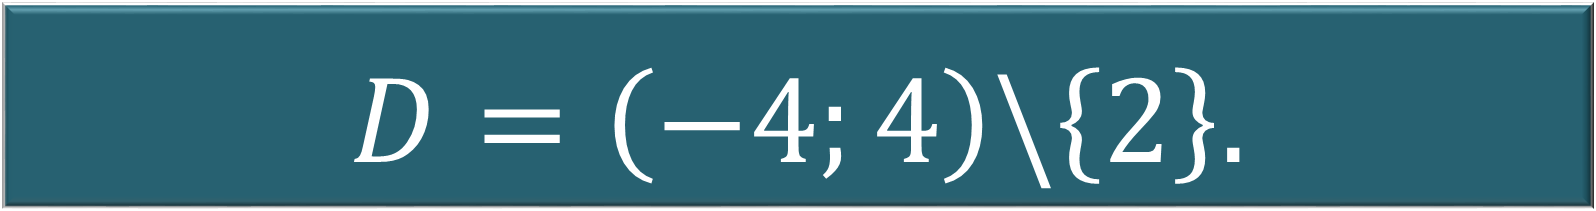 D = (−4; 4)\{2}.